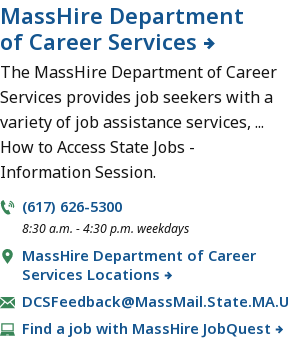 MassHire Department
of Career Services
The MassHire Department of Career
Services provides job seekers with a
variety of job assistance services, ...
How to Access State Jobs -
Information Session.
(617) 626-5300
8:30 a.m. - 4:30 p.m. weekdays
MassHire Department of Career
Services Locations
DCSFeedback@MassMail.State.MA.U
Find a job with MassHire JobQuest